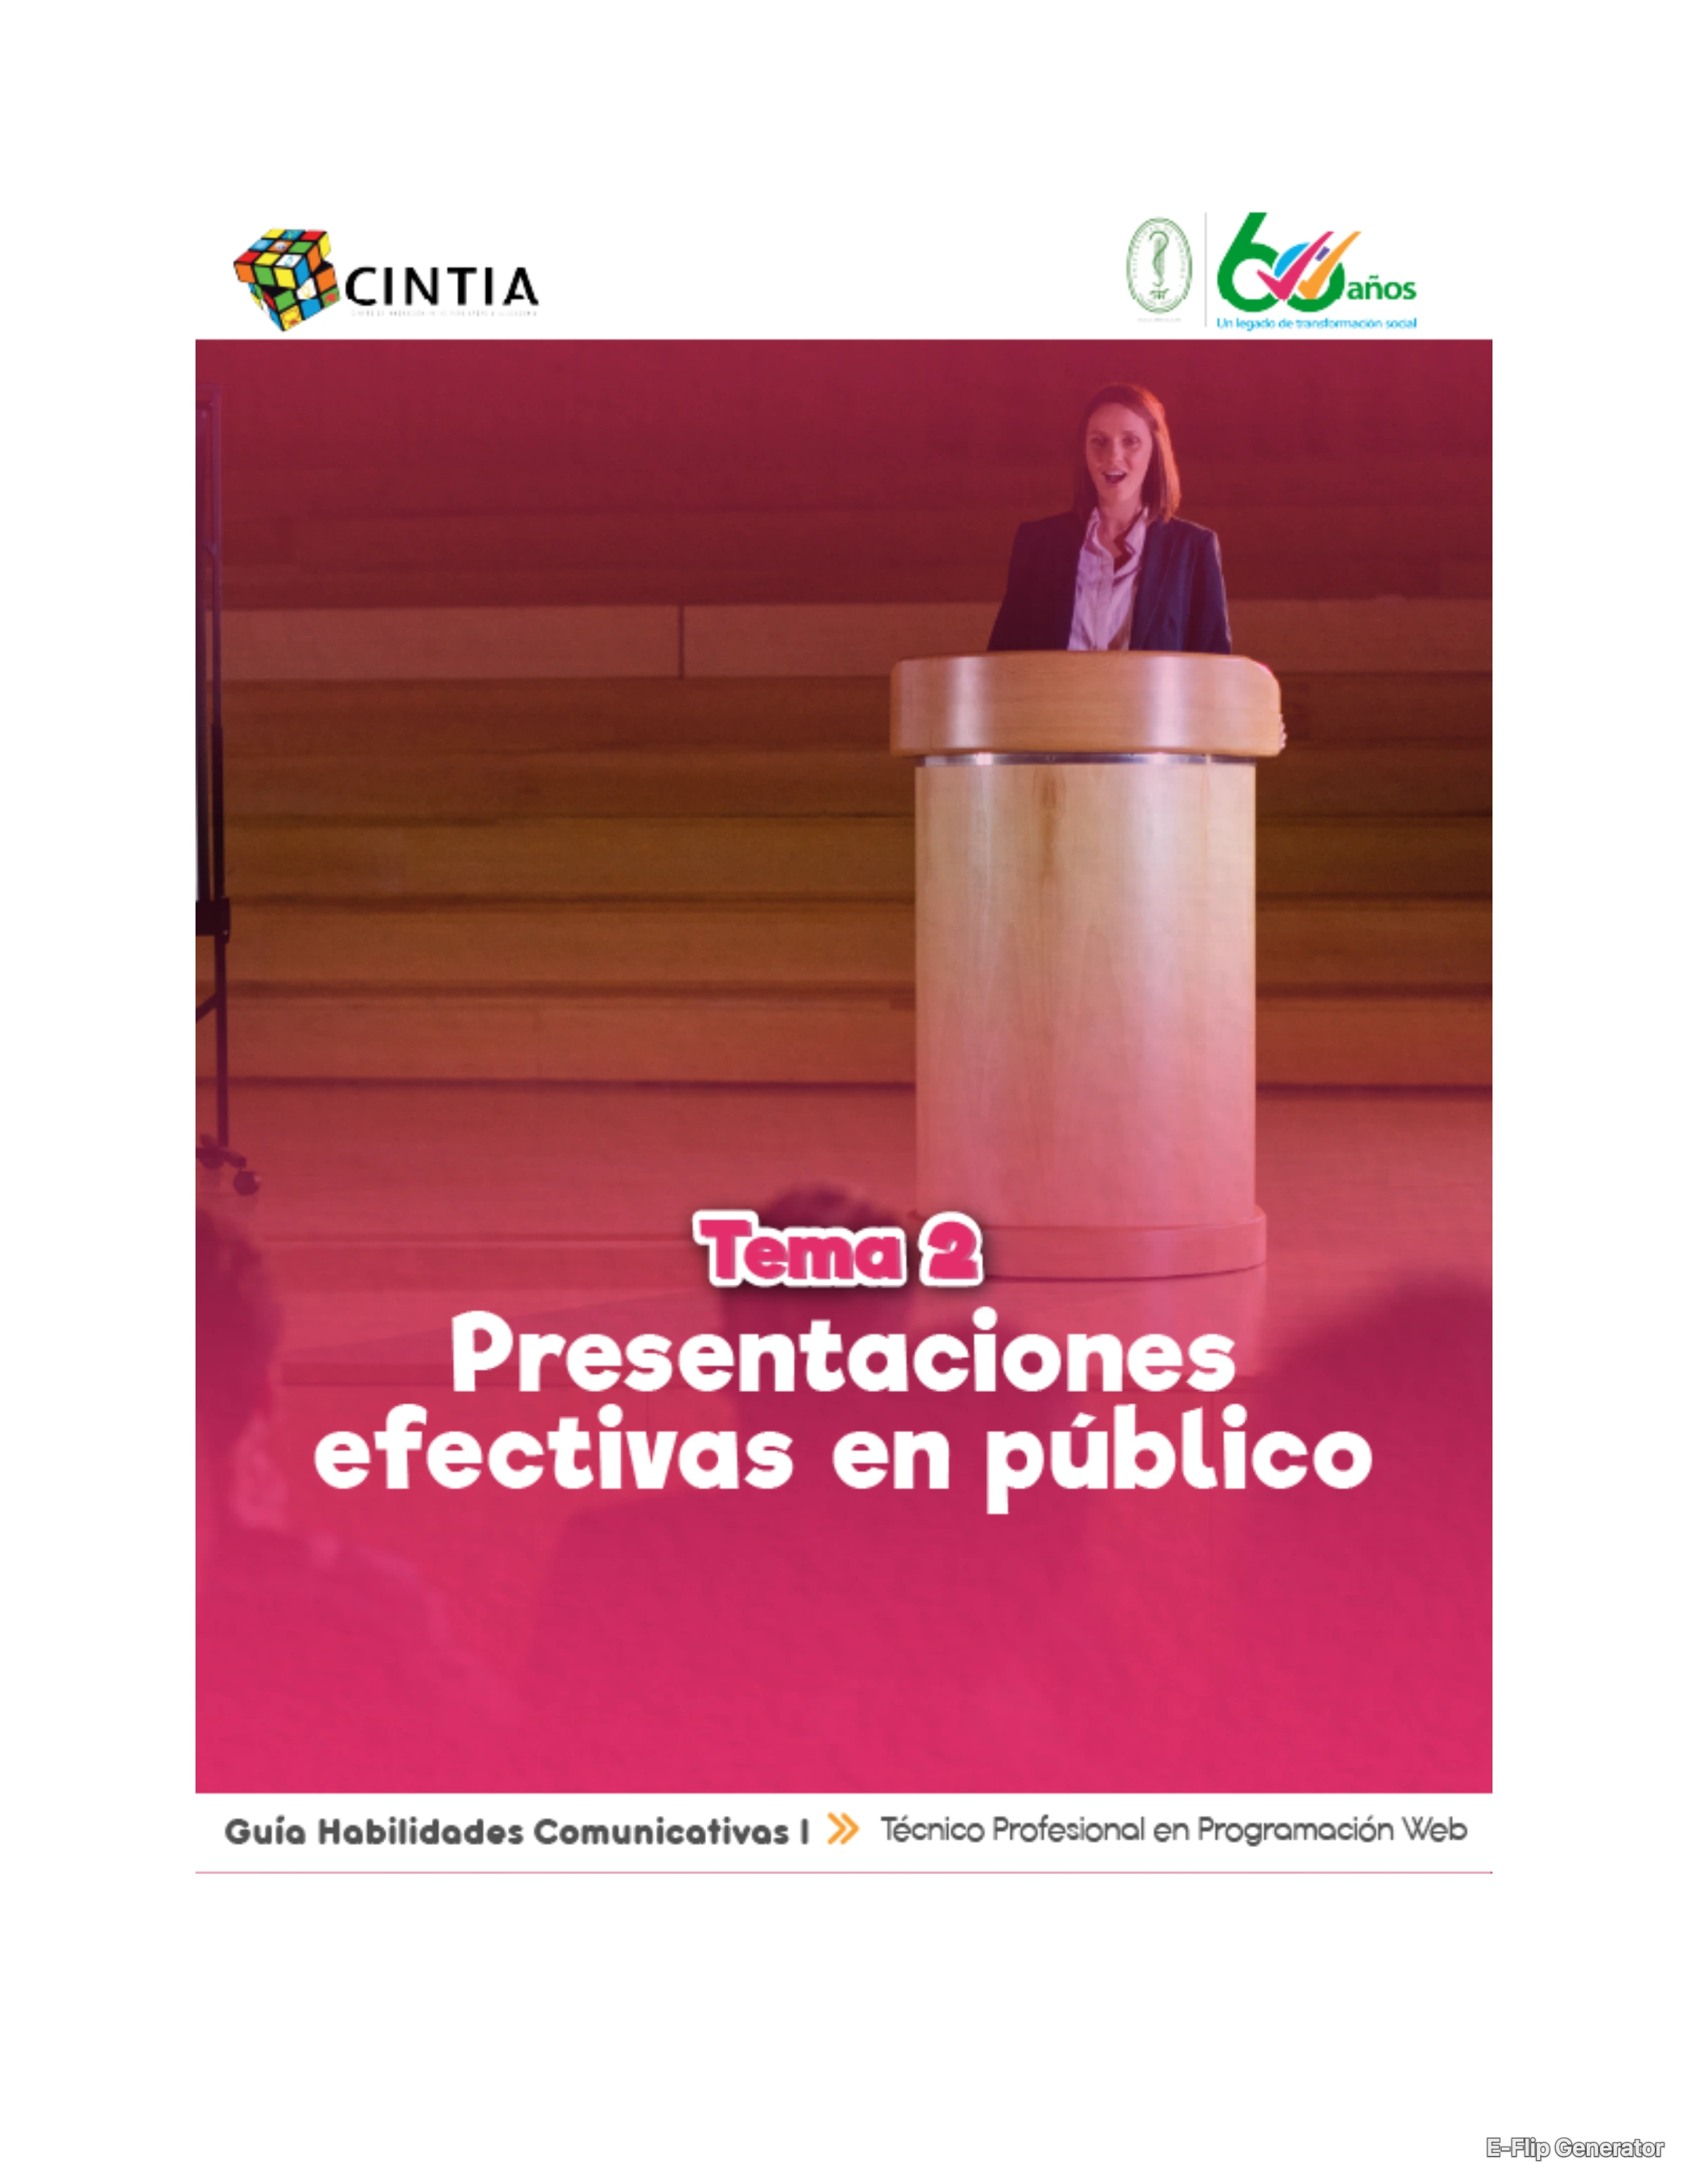 CINTIA
60 años
Un legado de transformación social
Tema 2
Presentaciones
efectivas en público
Guía Habilidades Comunicativas I » Técnico Profesional en Programación Web
E-Flip Generator